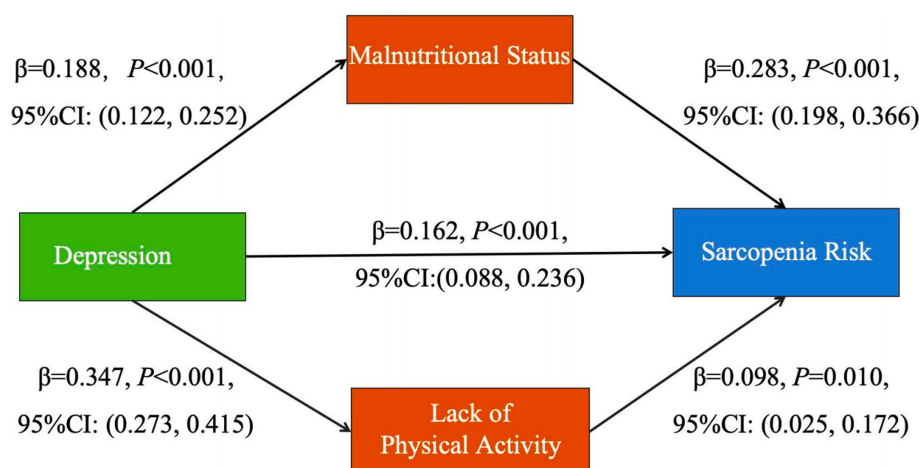 Malnutritional Status
β=0.188, P<0.001,
95%CI: (0.122, 0.252)
β=0.283, P<0.001,
95%CI: (0.198, 0.366)
Depression
β=0.162, P<0.001,
95%CI:(0.088, 0.236)
Sarcopenia Risk
β=0.347, P<0.001,
95%CI: (0.273, 0.415)
Lack of
Physical Activity
β=0.098, P=0.010,
95%CI: (0.025, 0.172)